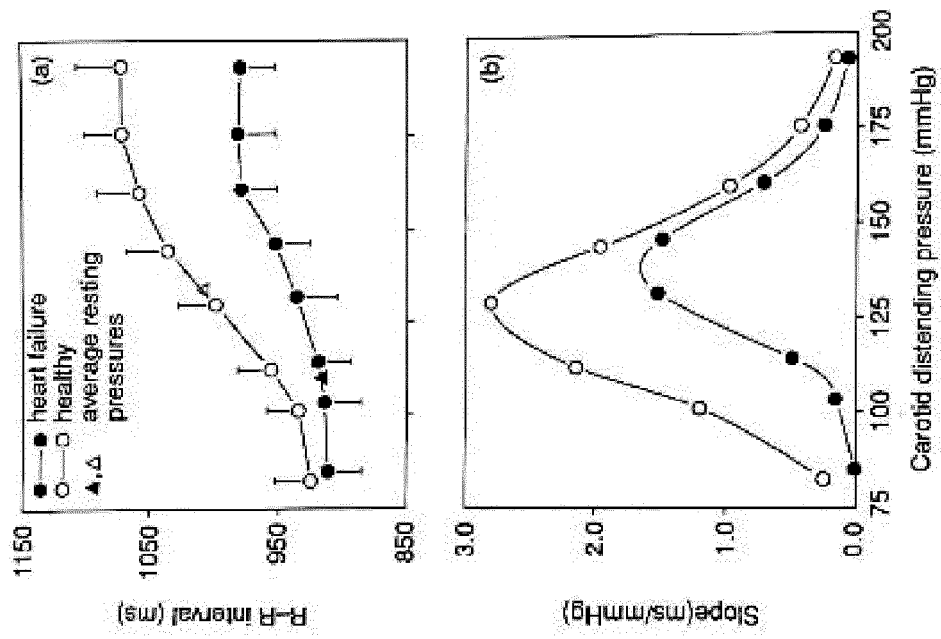 (a)
heart failure
healthy
average resting
pressures
1150
1050
950
850
R–R interval (ms)
(b)
3.0
2.0
1.0
0.0
Slope(ms/mmHg)
75
100
125
150
175
200
Carotid distending pressure (mmHg)